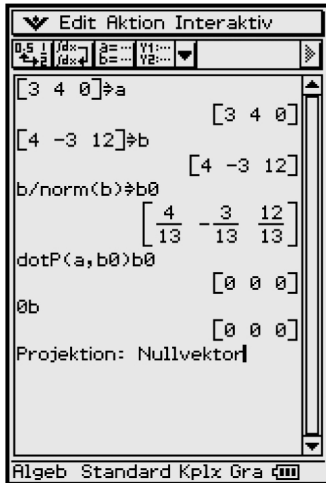 Edit Aktion Interaktiv
[3 4 0]⇒a
[3 4 0]
[4 -3 12]⇒b
[4 -3 12]
b/norm(b)⇒b0
[4/13 -3/13 12/13]
dotP(a,b0)b0
[0 0 0]
0b
[0 0 0]
Projektion: Nullvektor
Algeb Standard Kplx Gra